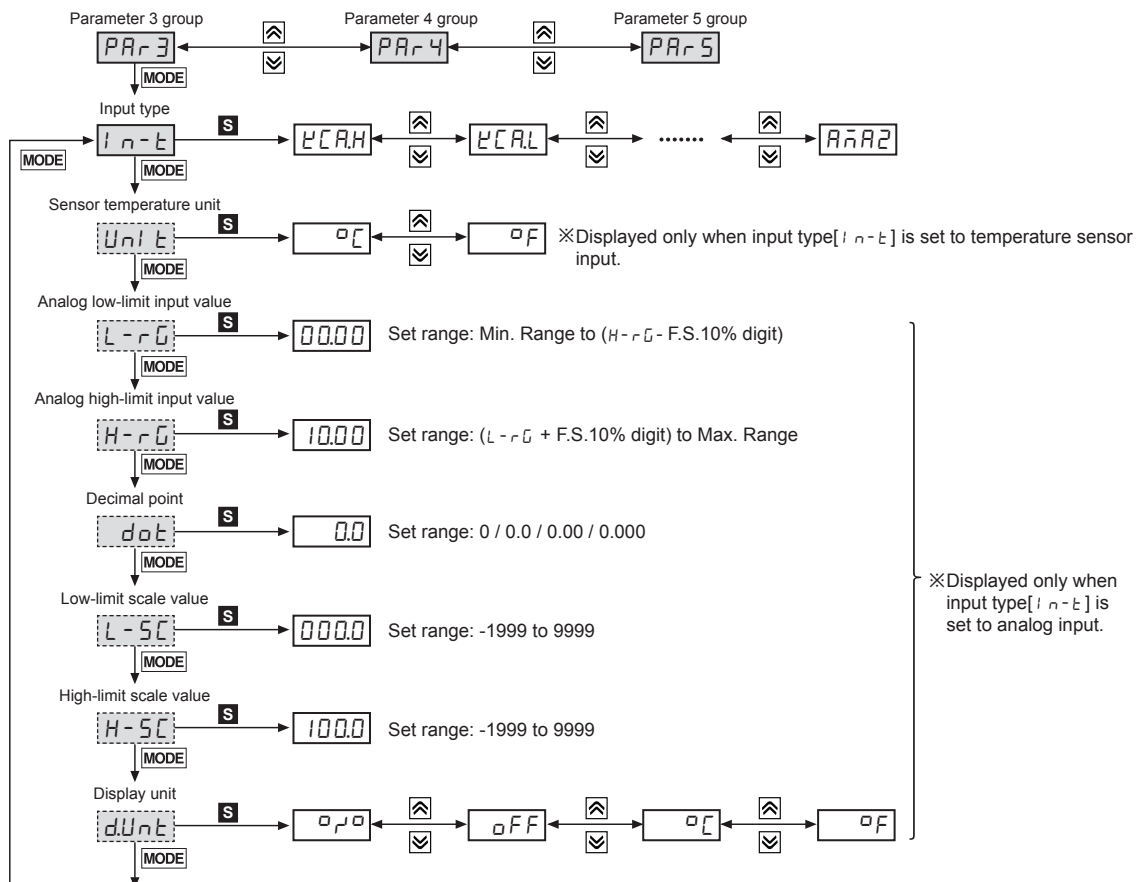 Parameter 3 group Parameter 4 group Parameter 5 group
PAr3 PAr4 PAr5
MODE
Input type
In-t S KCA.H KCA.L ....... AMA2
MODE MODE
Sensor temperature unit
UnIt S °C °F ※Displayed only when input type[In-t] is set to temperature sensor
input.
MODE
Analog low-limit input value
L-rG S 00.00 Set range: Min. Range to (H-rG- F.S.10% digit)
MODE
Analog high-limit input value
H-rG S 10.00 Set range: (L-rG + F.S.10% digit) to Max. Range
MODE
Decimal point
dot S 0.0 Set range: 0 / 0.0 / 0.00 / 0.000
MODE
Low-limit scale value
L-SC S 000.0 Set range: -1999 to 9999
MODE
High-limit scale value
H-SC S 100.0 Set range: -1999 to 9999
MODE
※Displayed only when
input type[In-t] is
set to analog input.
Display unit
d.Unt S o/o oFF °C °F
MODE